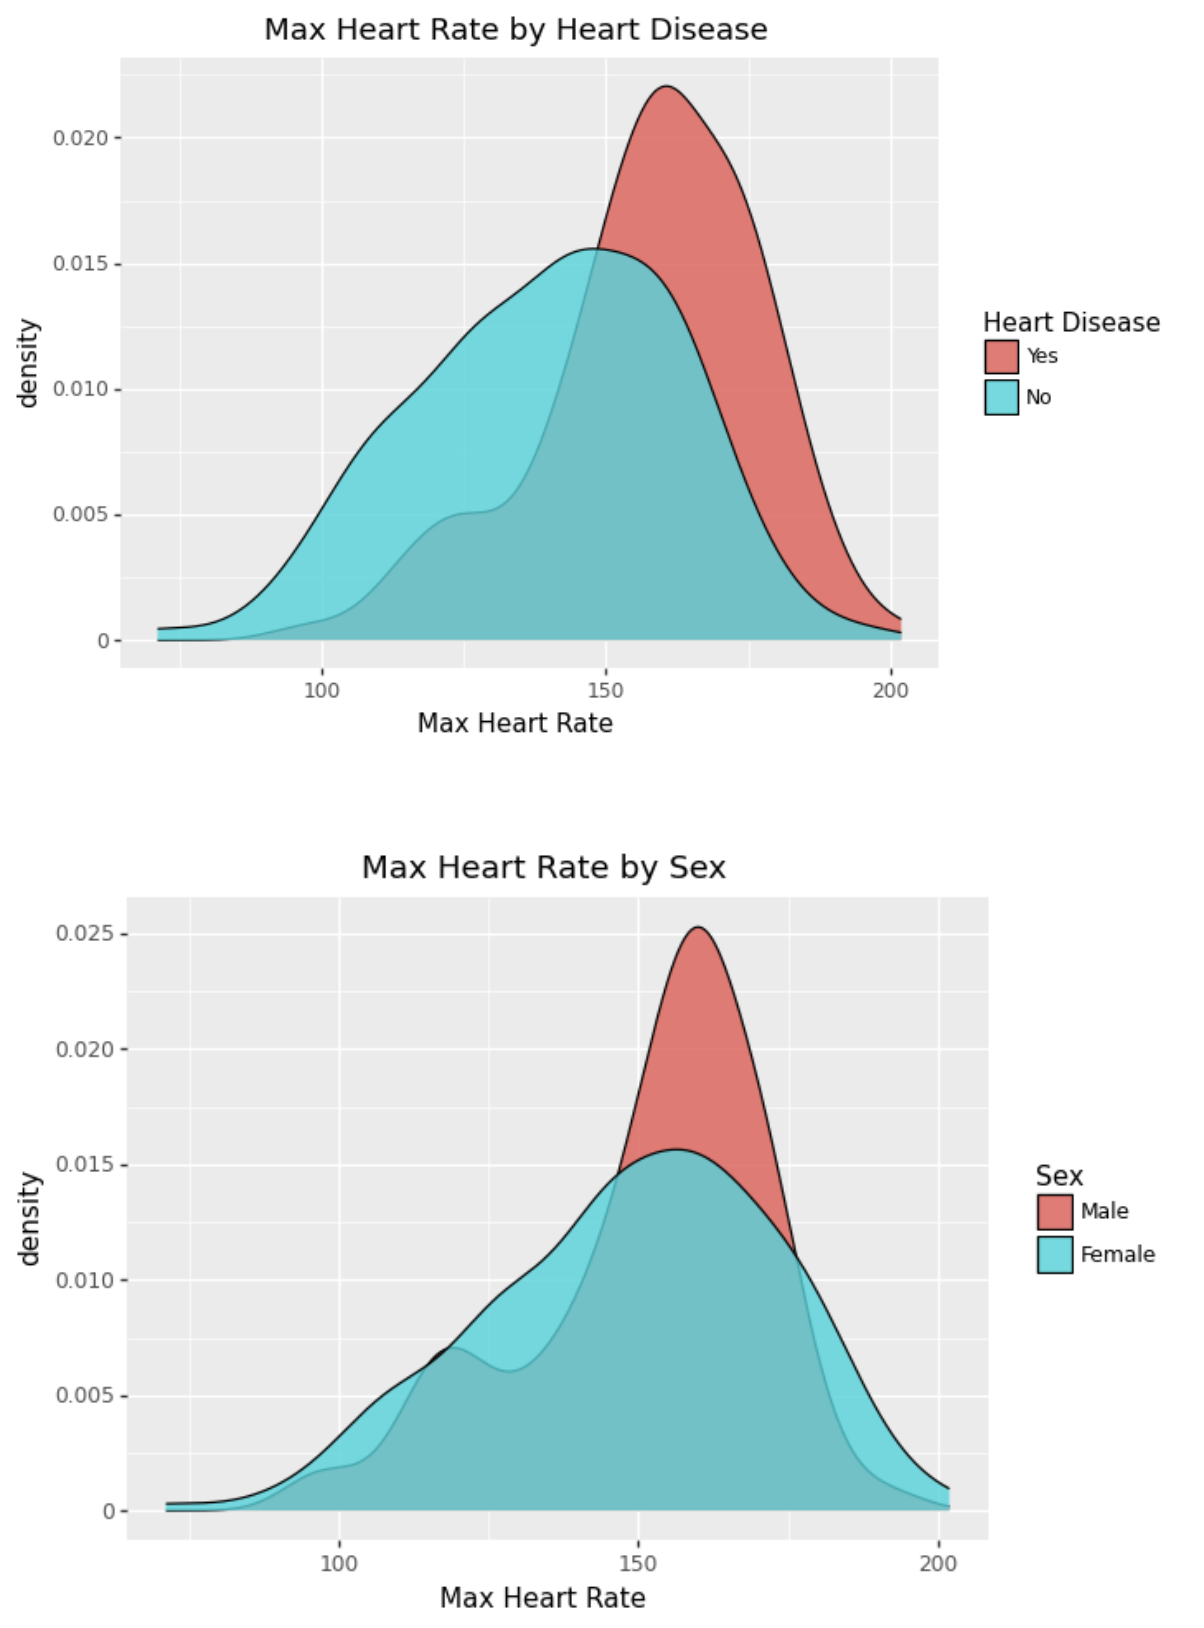 Max Heart Rate by Heart Disease
0.020
0.015
0.010
0.005
0
density
100 150 200
Max Heart Rate
Heart Disease
Yes
No
Max Heart Rate by Sex
0.025
0.020
0.015
0.010
0.005
0
density
100 150 200
Max Heart Rate
Sex
Male
Female